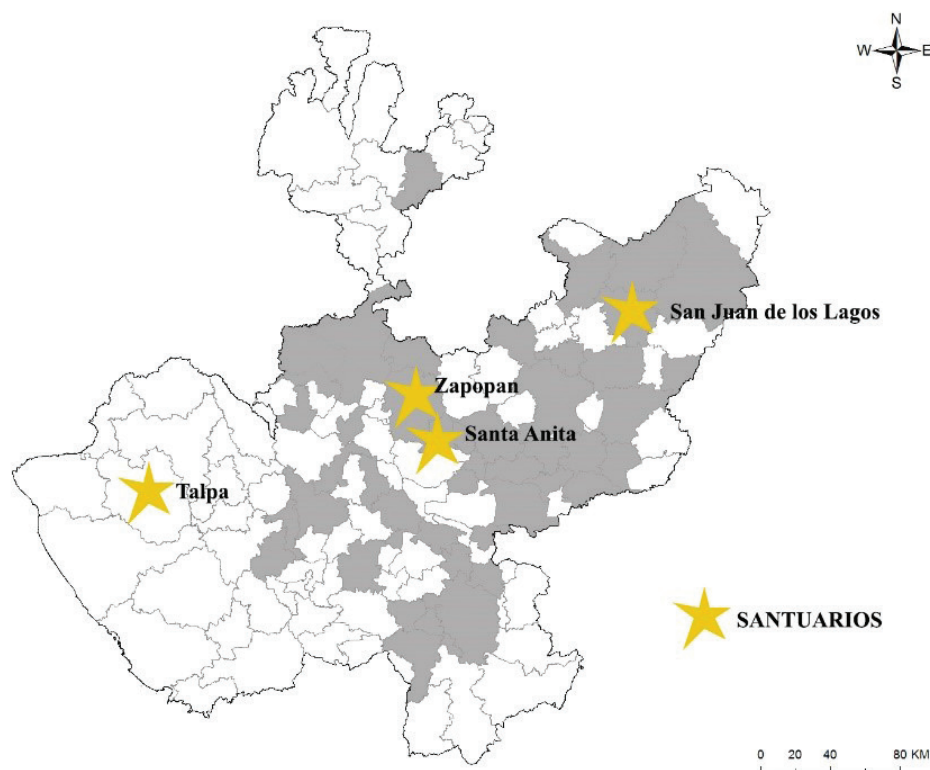 N
W E
S
San Juan de los Lagos
Zapopan
Santa Anita
Talpa
SANTUARIOS
0 20 40 80 KM